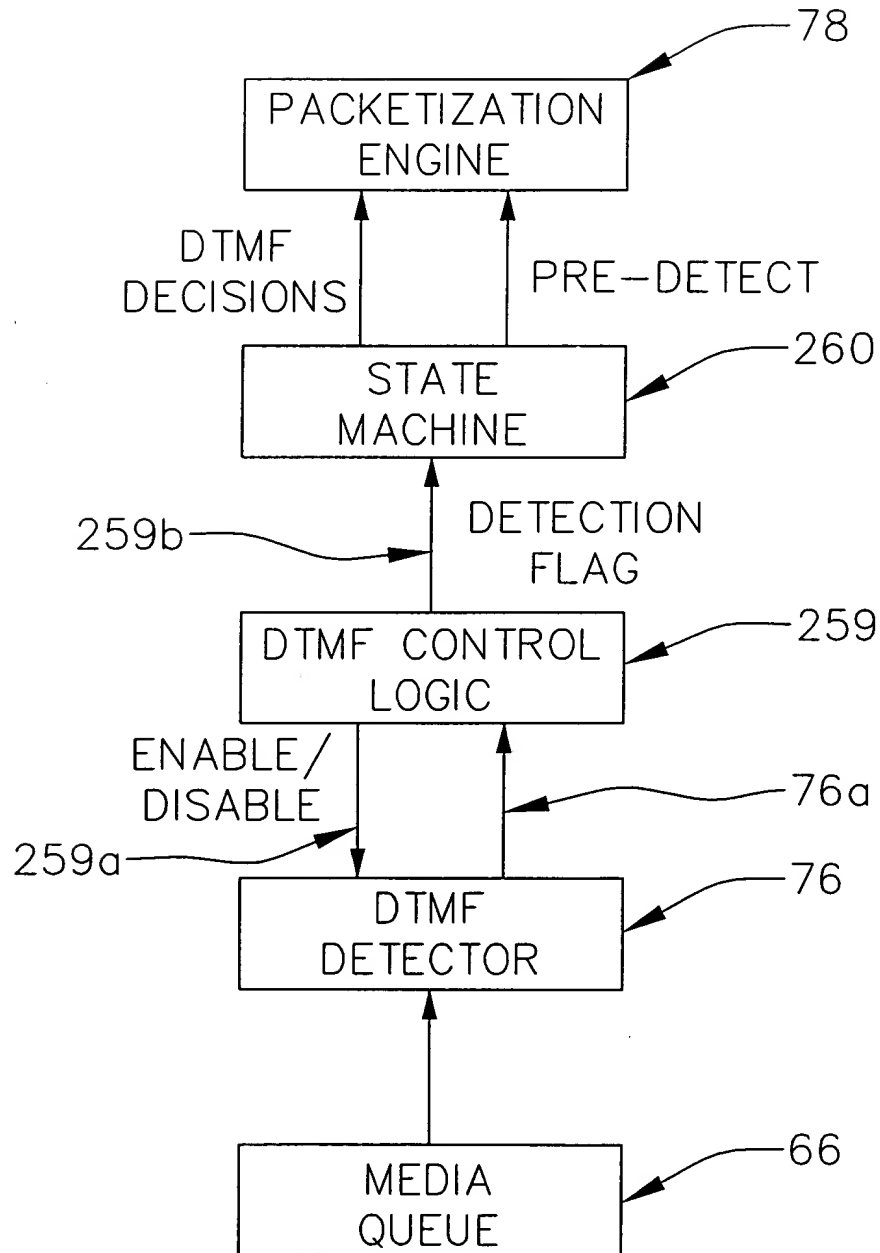 78
PACKETIZATION
ENGINE
DTMF
DECISIONS
PRE-DETECT
260
STATE
MACHINE
259b
DETECTION
FLAG
259
DTMF CONTROL
LOGIC
ENABLE/
DISABLE
76a
259a
76
DTMF
DETECTOR
66
MEDIA
QUEUE